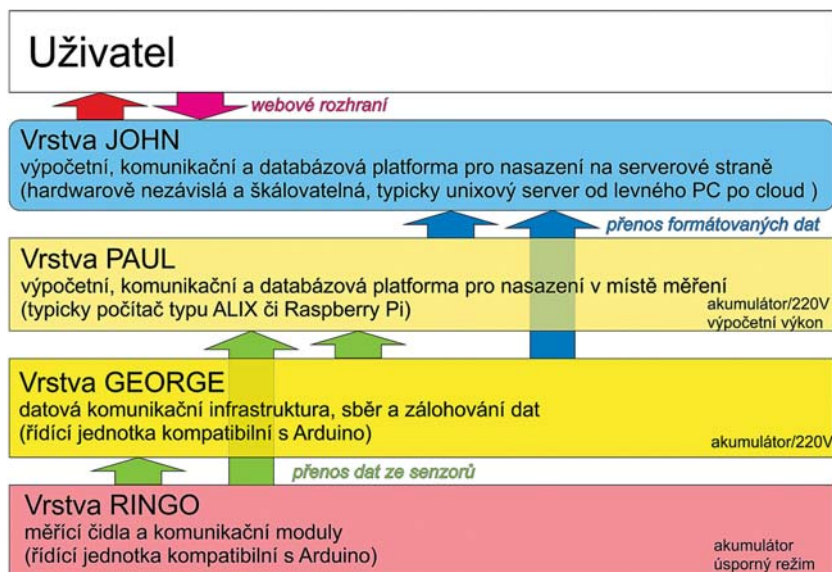 Uživatel
webové rozhraní
Vrstva JOHN
výpočetní, komunikační a databázová platforma pro nasazení na serverové straně
(hardwarově nezávislá a škálovatelná, typicky unixový server od levného PC po cloud )
přenos formátovaných dat
Vrstva PAUL
výpočetní, komunikační a databázová platforma pro nasazení v místě měření
(typicky počítač typu ALIX či Raspberry Pi)
akumulátor/220V
výpočetní výkon
Vrstva GEORGE
datová komunikační infrastruktura, sběr a zálohování dat
(řídící jednotka kompatibilní s Arduino)
akumulátor/220V
přenos dat ze senzorů
Vrstva RINGO
měřící čidla a komunikační moduly
(řídící jednotka kompatibilní s Arduino)
akumulátor
úsporný režim